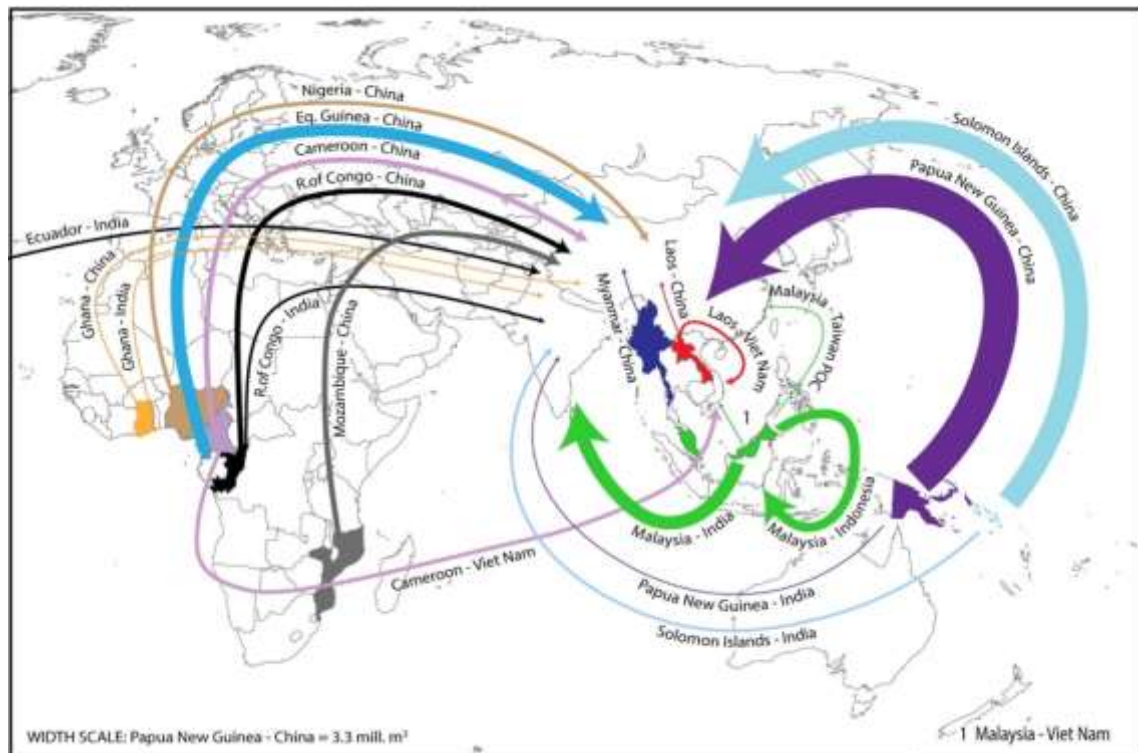 Nigeria - China
Eq. Guinea - China
Cameroon - China
R.of Congo - China
Ecuador - India
Ghana - China
Ghana - India
R.of Congo - India
Mozambique - China
Cameroon - Viet Nam
Myanmar - China
Laos - China
Laos - Viet Nam
Malaysia - Taiwan POC
Solomon Islands - China
Papua New Guinea - China
1
Malaysia - India
Malaysia - Indonesia
Papua New Guinea - India
Solomon Islands - India
WIDTH SCALE: Papua New Guinea - China = 3.3 mill. m³
1 Malaysia - Viet Nam